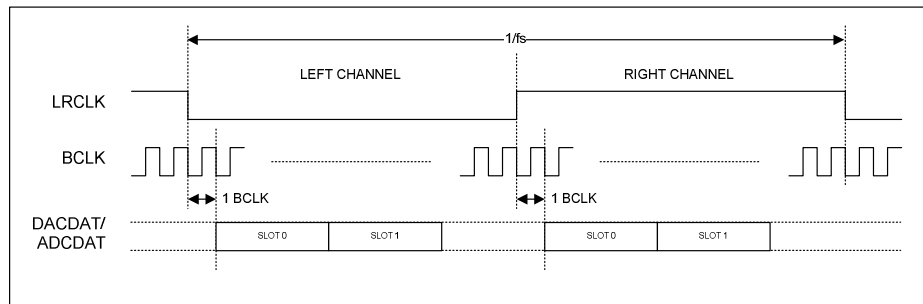 1/fs
LEFT CHANNEL RIGHT CHANNEL
LRCLK
BCLK
1 BCLK 1 BCLK
DACDAT/
ADCDAT
SLOT 0 SLOT 1 SLOT 0 SLOT 1